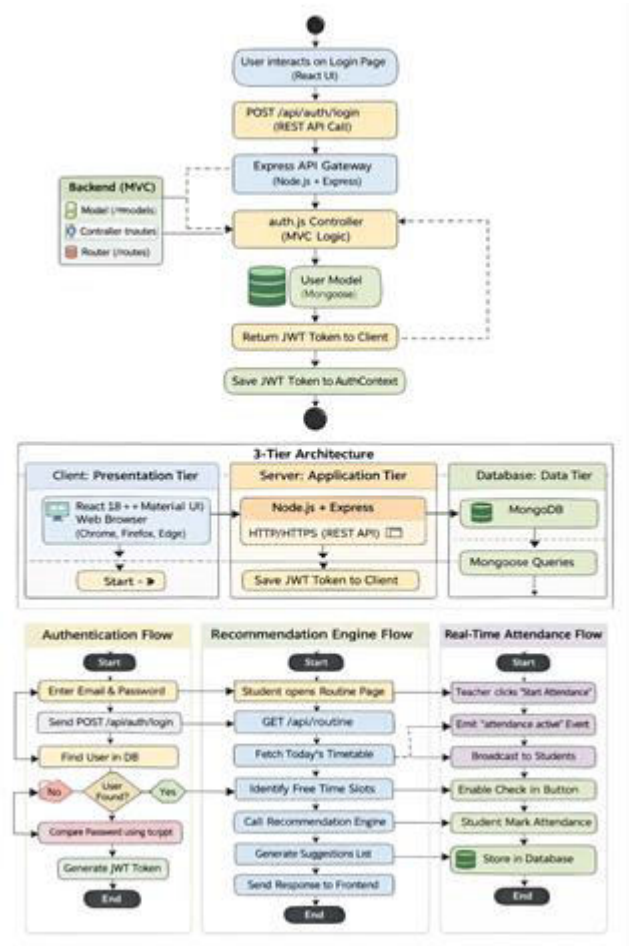 User interacts on Login Page
(React UI)
POST /api/auth/login
(REST API Call)
Express API Gateway
(Node.js + Express)
Backend (MVC)
Model (/models)
Controller (routes
Router (/routes)
auth.js Controller
(MVC Logic)
User Model
(Mongoose)
Return JWT Token to Client
Save JWT Token to AuthContext
3-Tier Architecture
Client: Presentation Tier
React 18 + + Material UI)
Web Browser
(Chrome, Firefox, Edge)
Start -
Server: Application Tier
Node.js + Express
HTTP/HTTPS (REST API)
Save JWT Token to Client
Database: Data Tier
MongoDB
Mongoose Queries
Authentication Flow
Start
Enter Email & Password
Send POST /api/auth/login
Find User in DB
No
User
Found?
Yes
Compare Password using
Generate JWT Token
End
Recommendation Engine Flow
Start
Student opens Routine Page
GET /api/routine
Fetch Today's Timetable
Identify Free Time Slots
Call Recommendation Engine
Generate Suggestions List
Send Response to Frontend
End
Real-Time Attendance Flow
Start
Teacher clicks "Start Attendance"
Emit "attendance active" Event
Broadcast to Students
Enable Check in Button
Student Mark Attendance
Store in Database
End